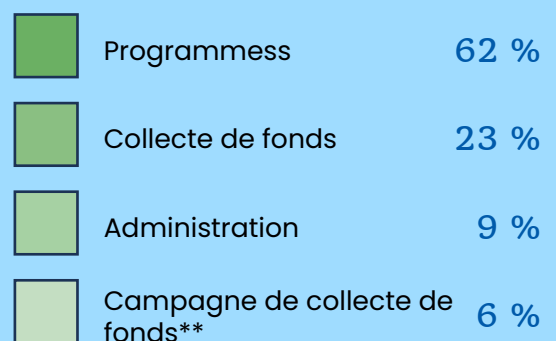 Programmess 62 %
Collecte de fonds 23 %
Administration 9 %
Campagne de collecte de 6 %
fonds**